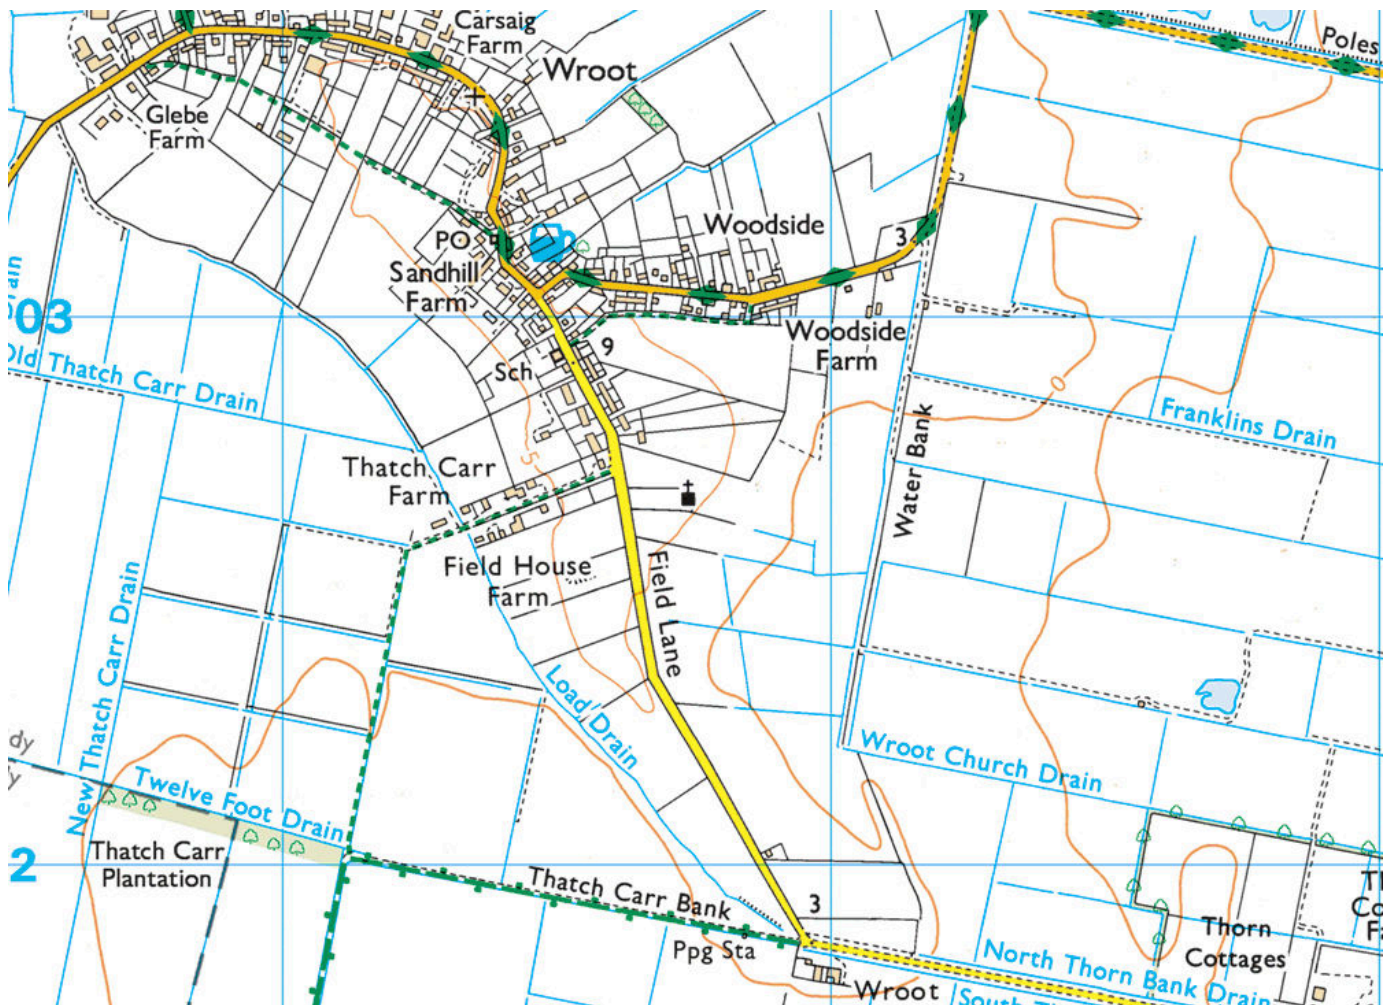 Carsaig
Farm
Wroot
Poles
Glebe
Farm
PO
Sandhill
Farm
Woodside
3
03
Woodside
Farm
9
Sch
Old Thatch Carr Drain
Franklins Drain
Water Bank
Thatch Carr
Farm
5
0
Field House
Farm
Field Lane
New Thatch Carr Drain
Load Drain
dy
y
Wroot Church Drain
Twelve Foot Drain
Thatch Carr
Plantation
2
Thatch Carr Bank
3
Ppg Sta
Thorn
Cottages
North Thorn Bank Drain
Wroot